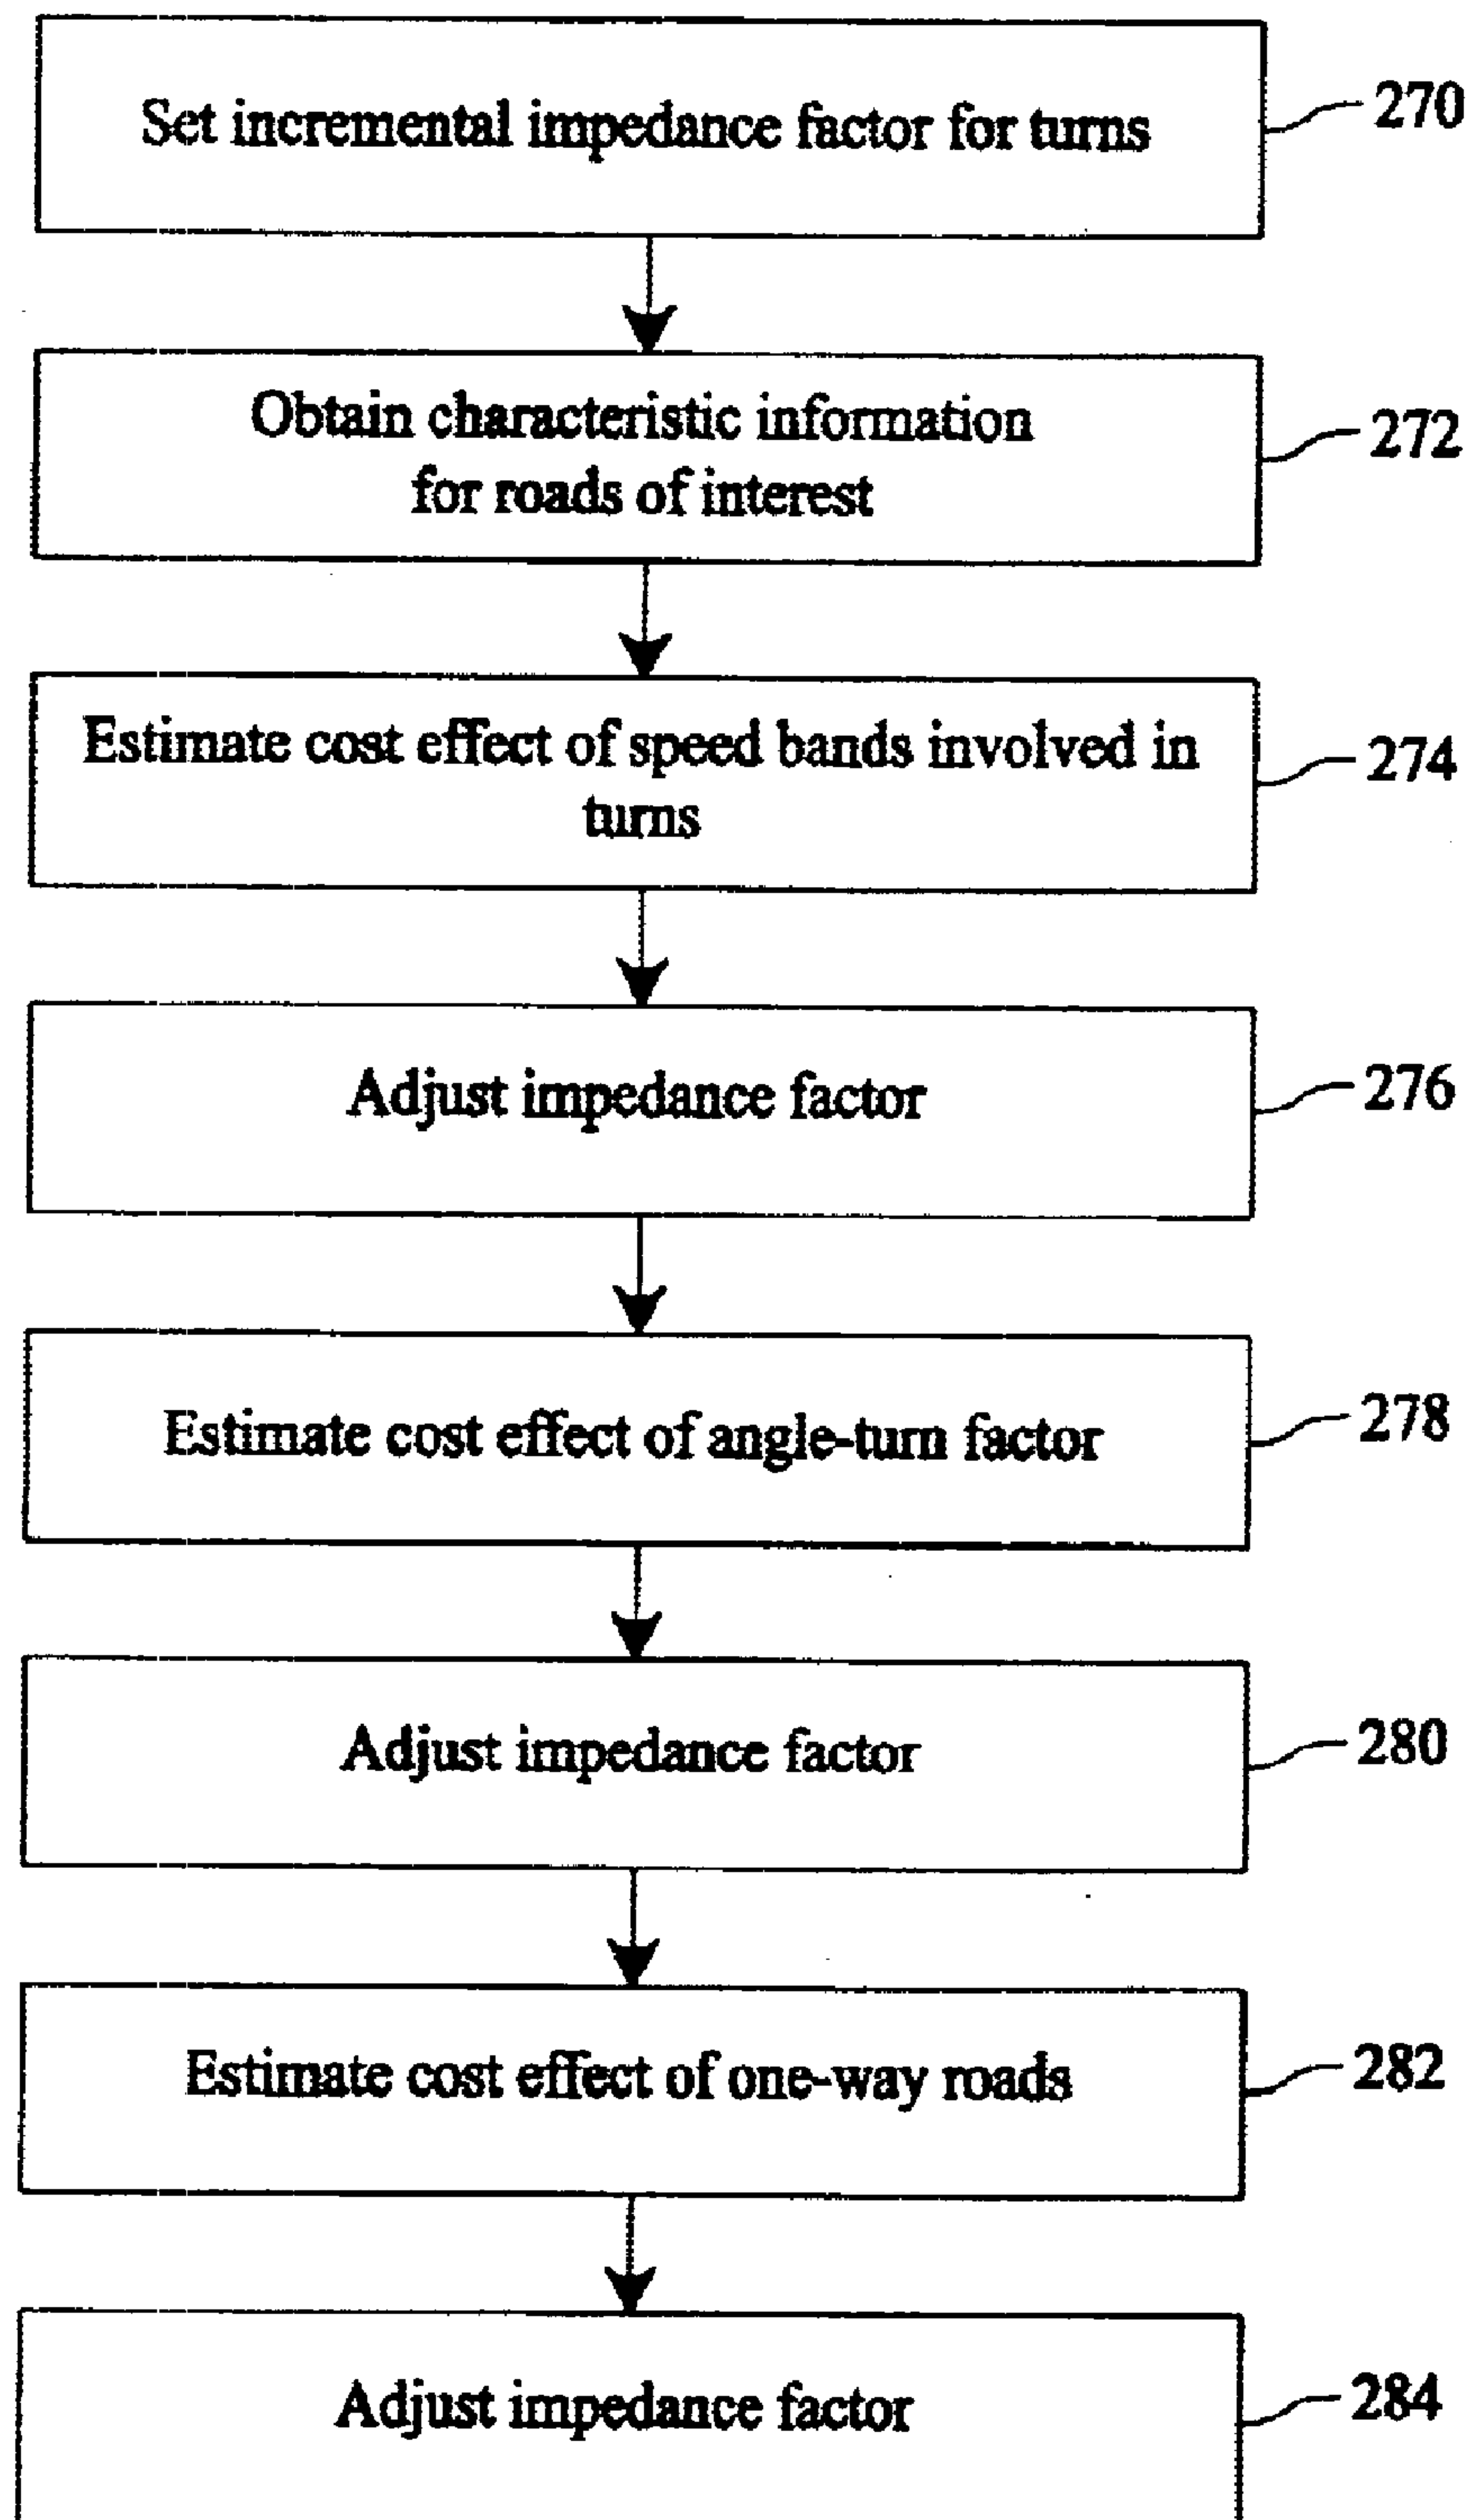 Set incremental impedance factor for turns
270
Obtain characteristic information
for roads of interest
272
Estimate cost effect of speed bands involved in
turns
274
Adjust impedance factor
276
Estimate cost effect of angle-turn factor
278
Adjust impedance factor
280
Estimate cost effect of one-way roads
282
Adjust impedance factor
284